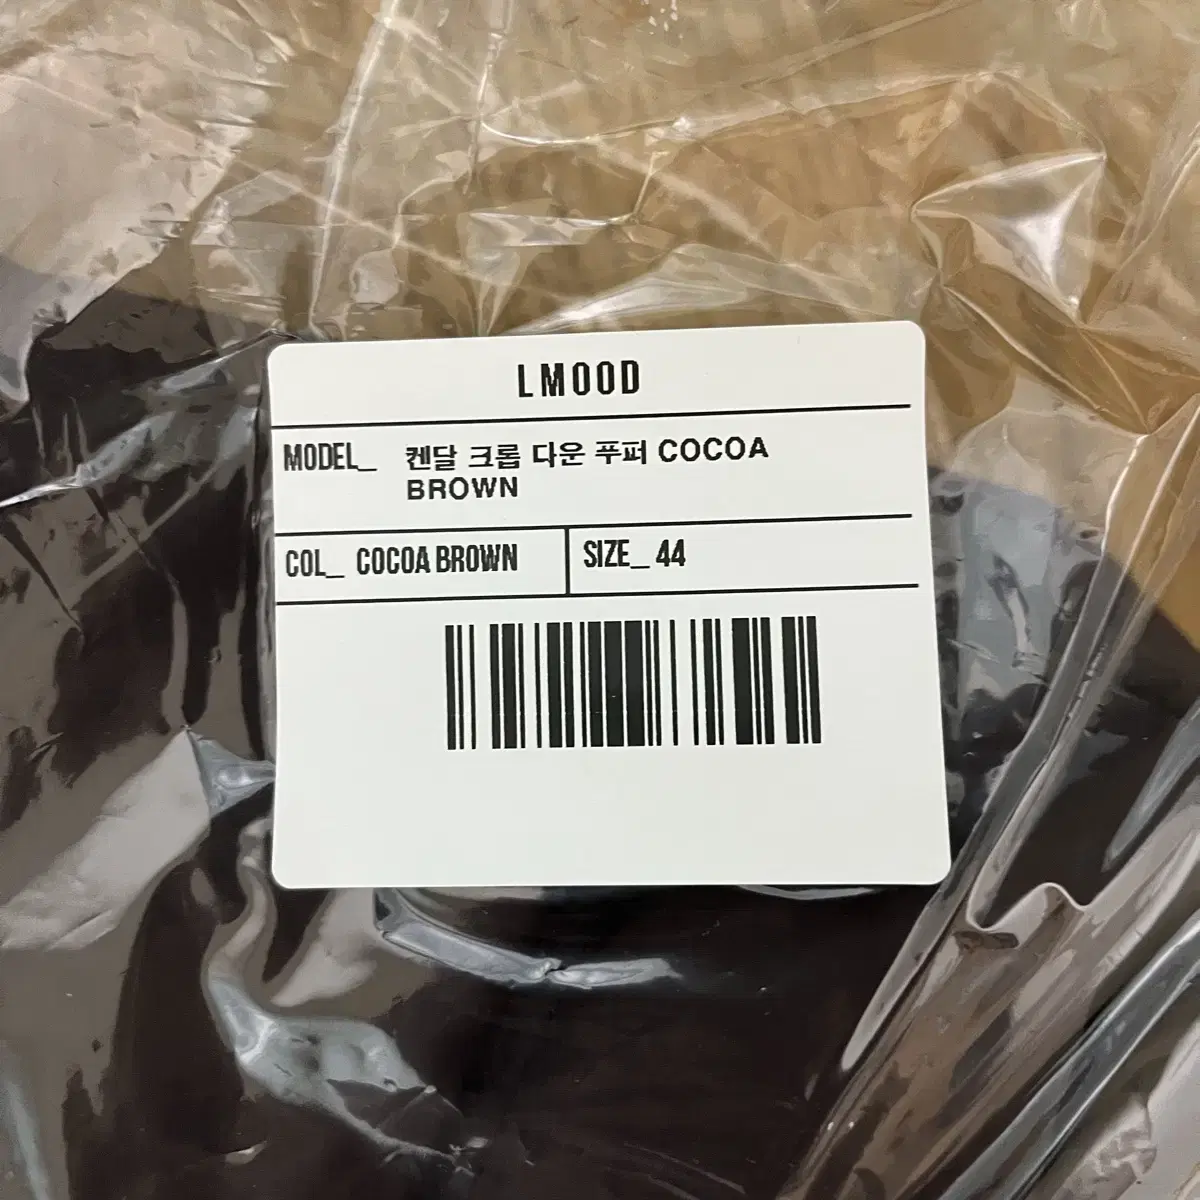 LMOOD
MODEL_ 켄달 크롭 다운 푸퍼 COCOA
BROWN
COL_ COCOA BROWN SIZE_ 44